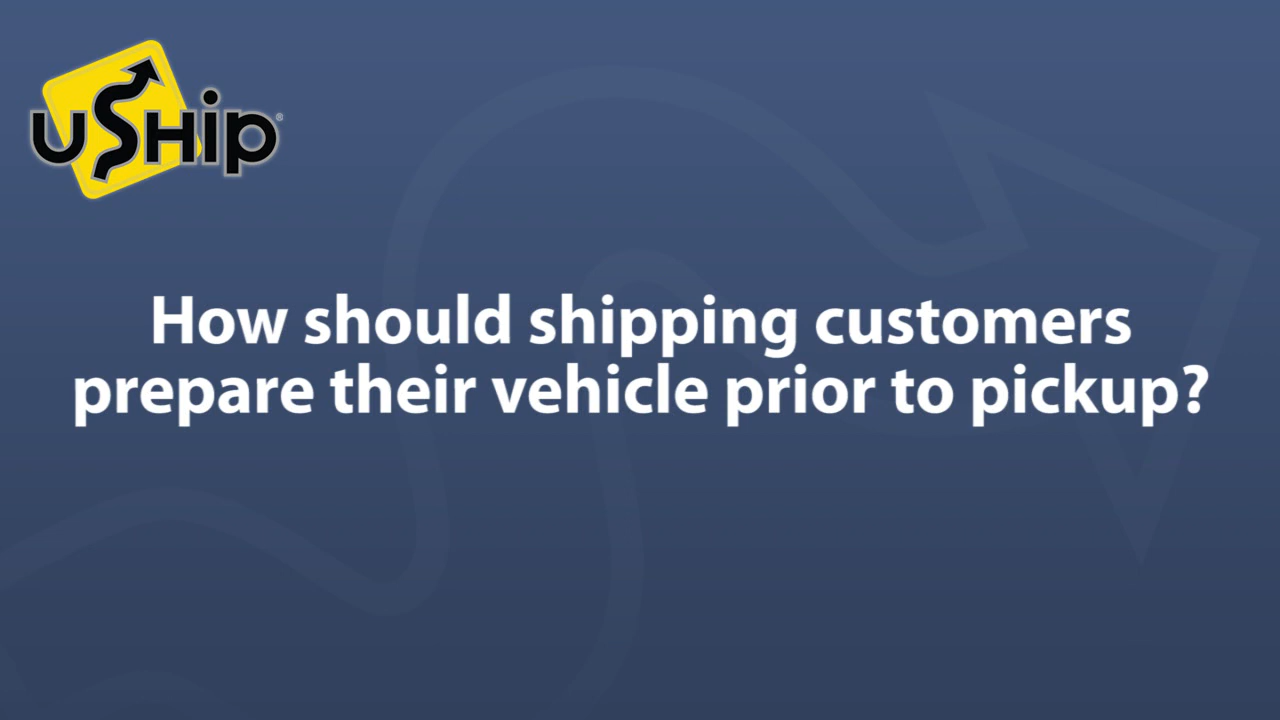 uShip®
How should shipping customers
prepare their vehicle prior to pickup?